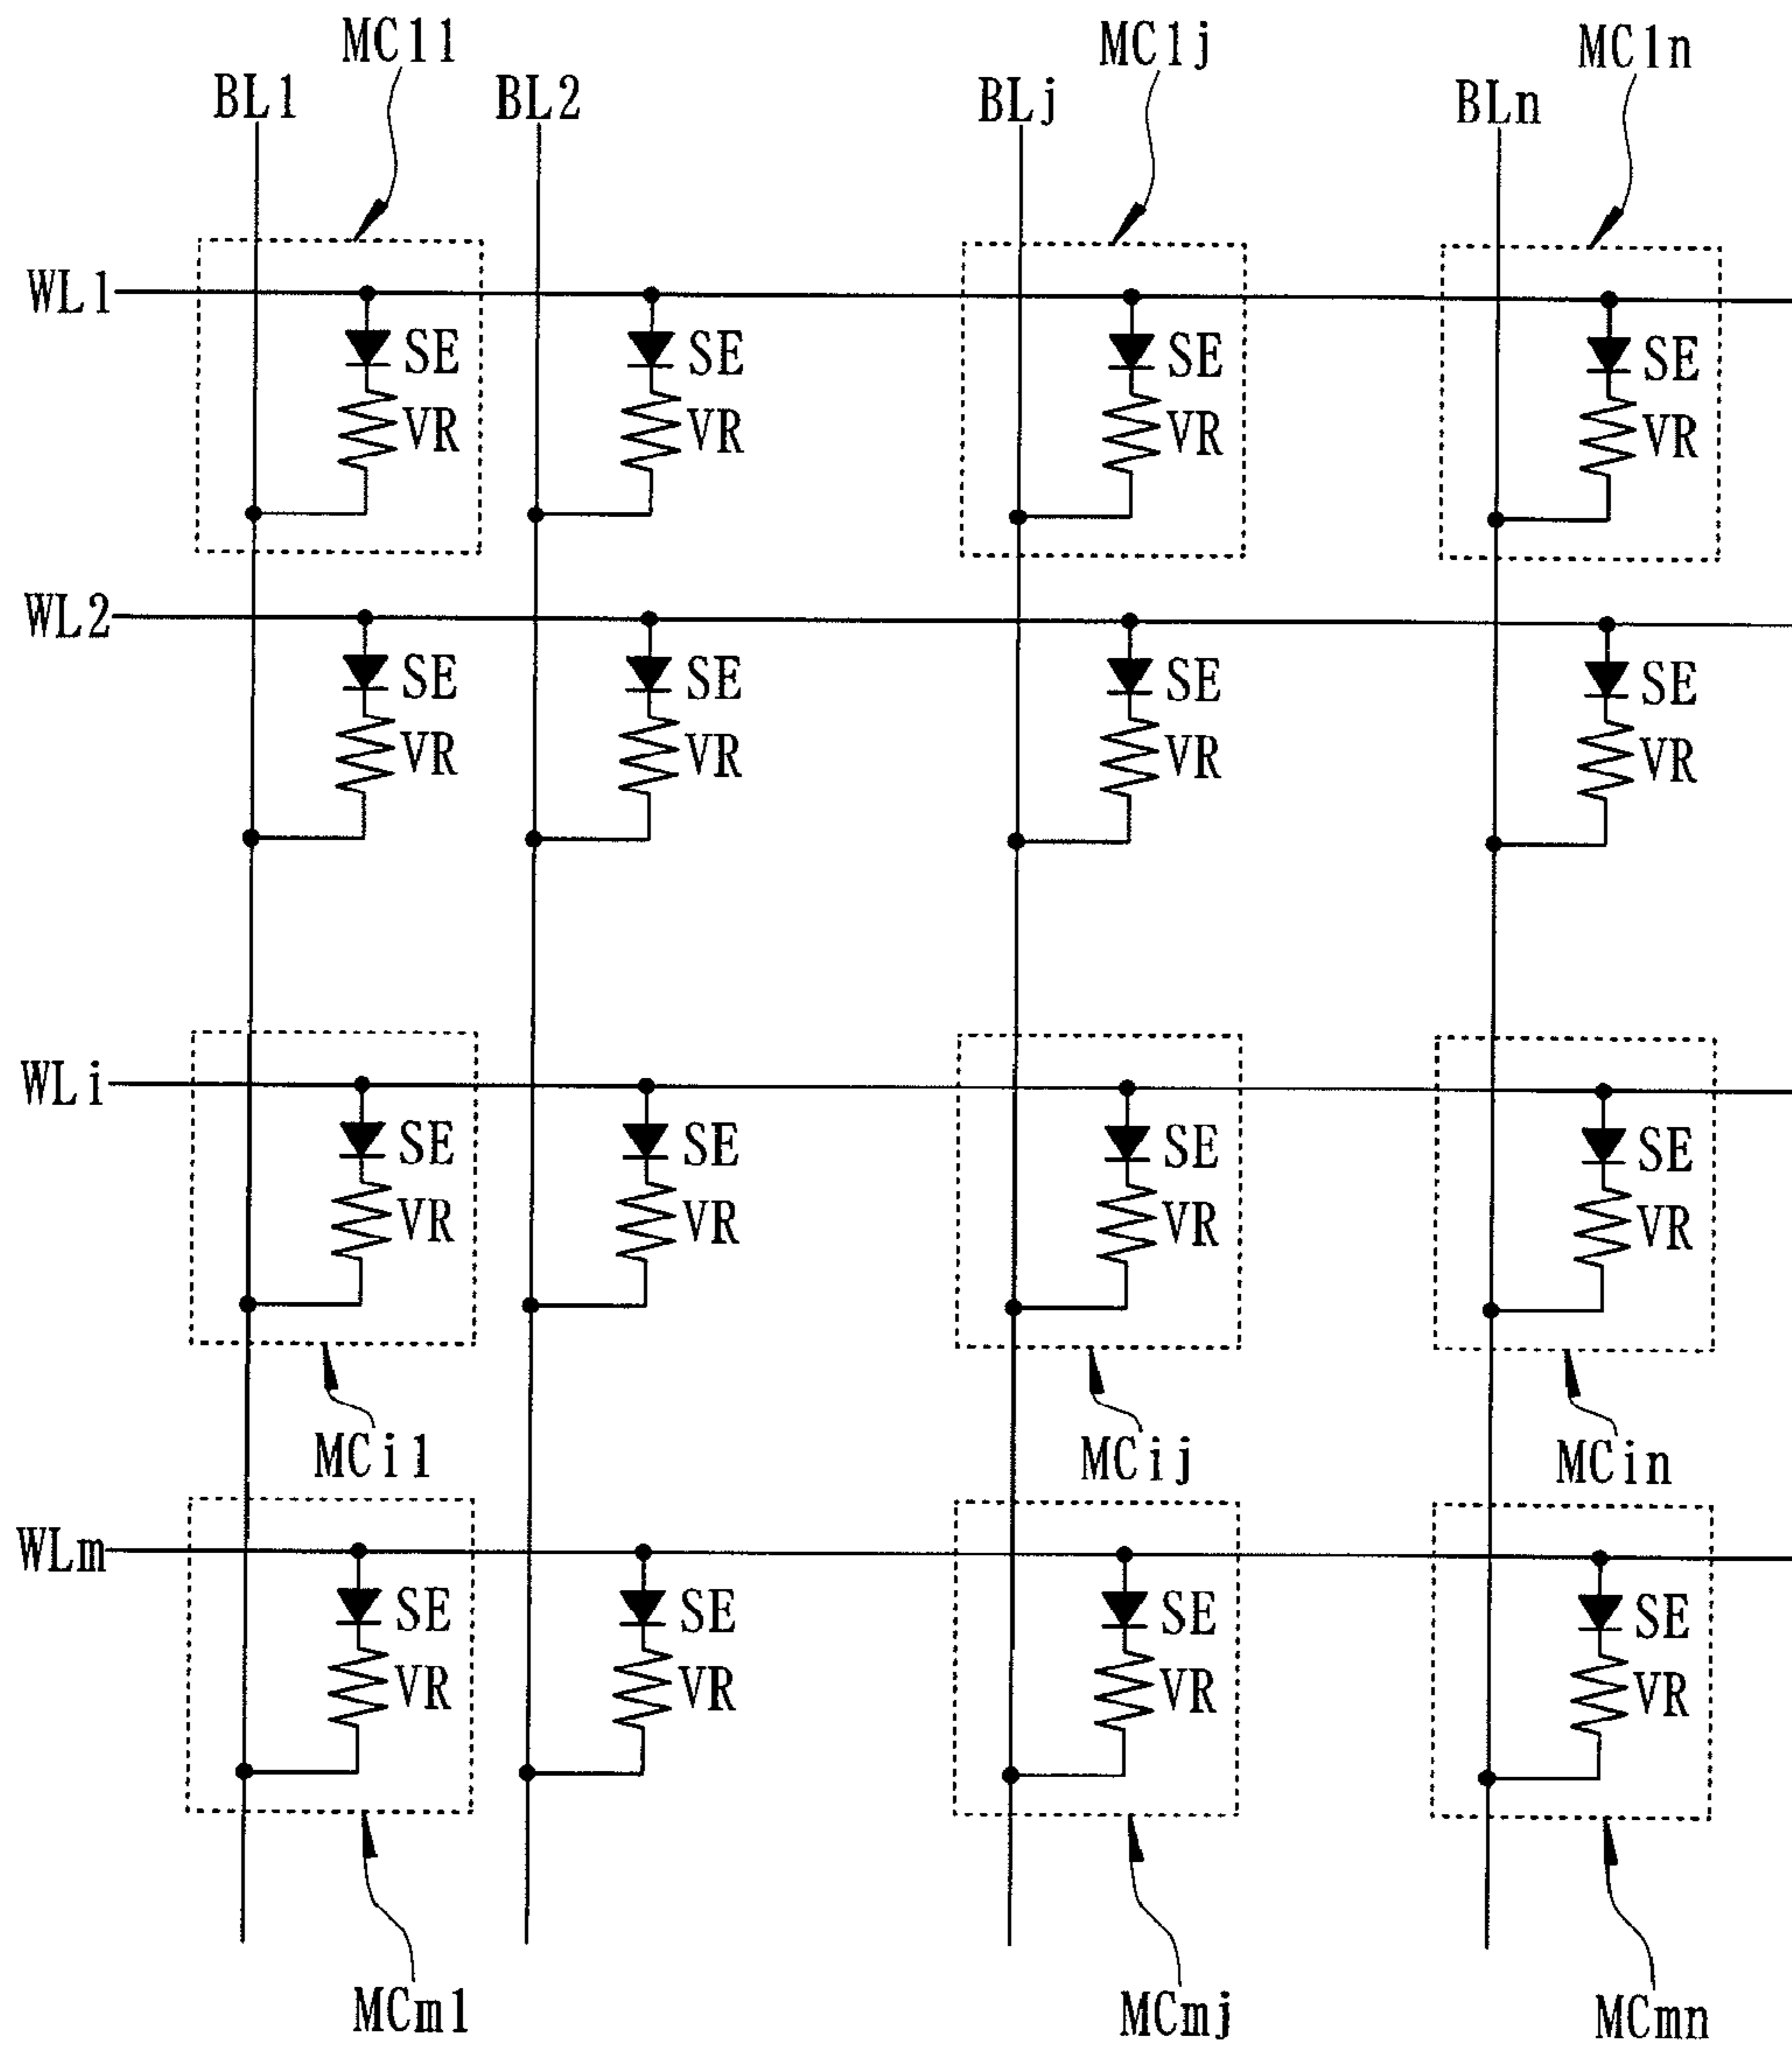 MC11 MC1j MC1n
BL1 BL2 BLj BLn
WL1
SE SE SE SE
VR VR VR VR
WL2
SE SE SE SE
VR VR VR VR
WLi
SE SE SE SE
VR VR VR VR
MCi1 MCij MCin
WLm
SE SE SE SE
VR VR VR VR
MCm1 MCmj MCmn